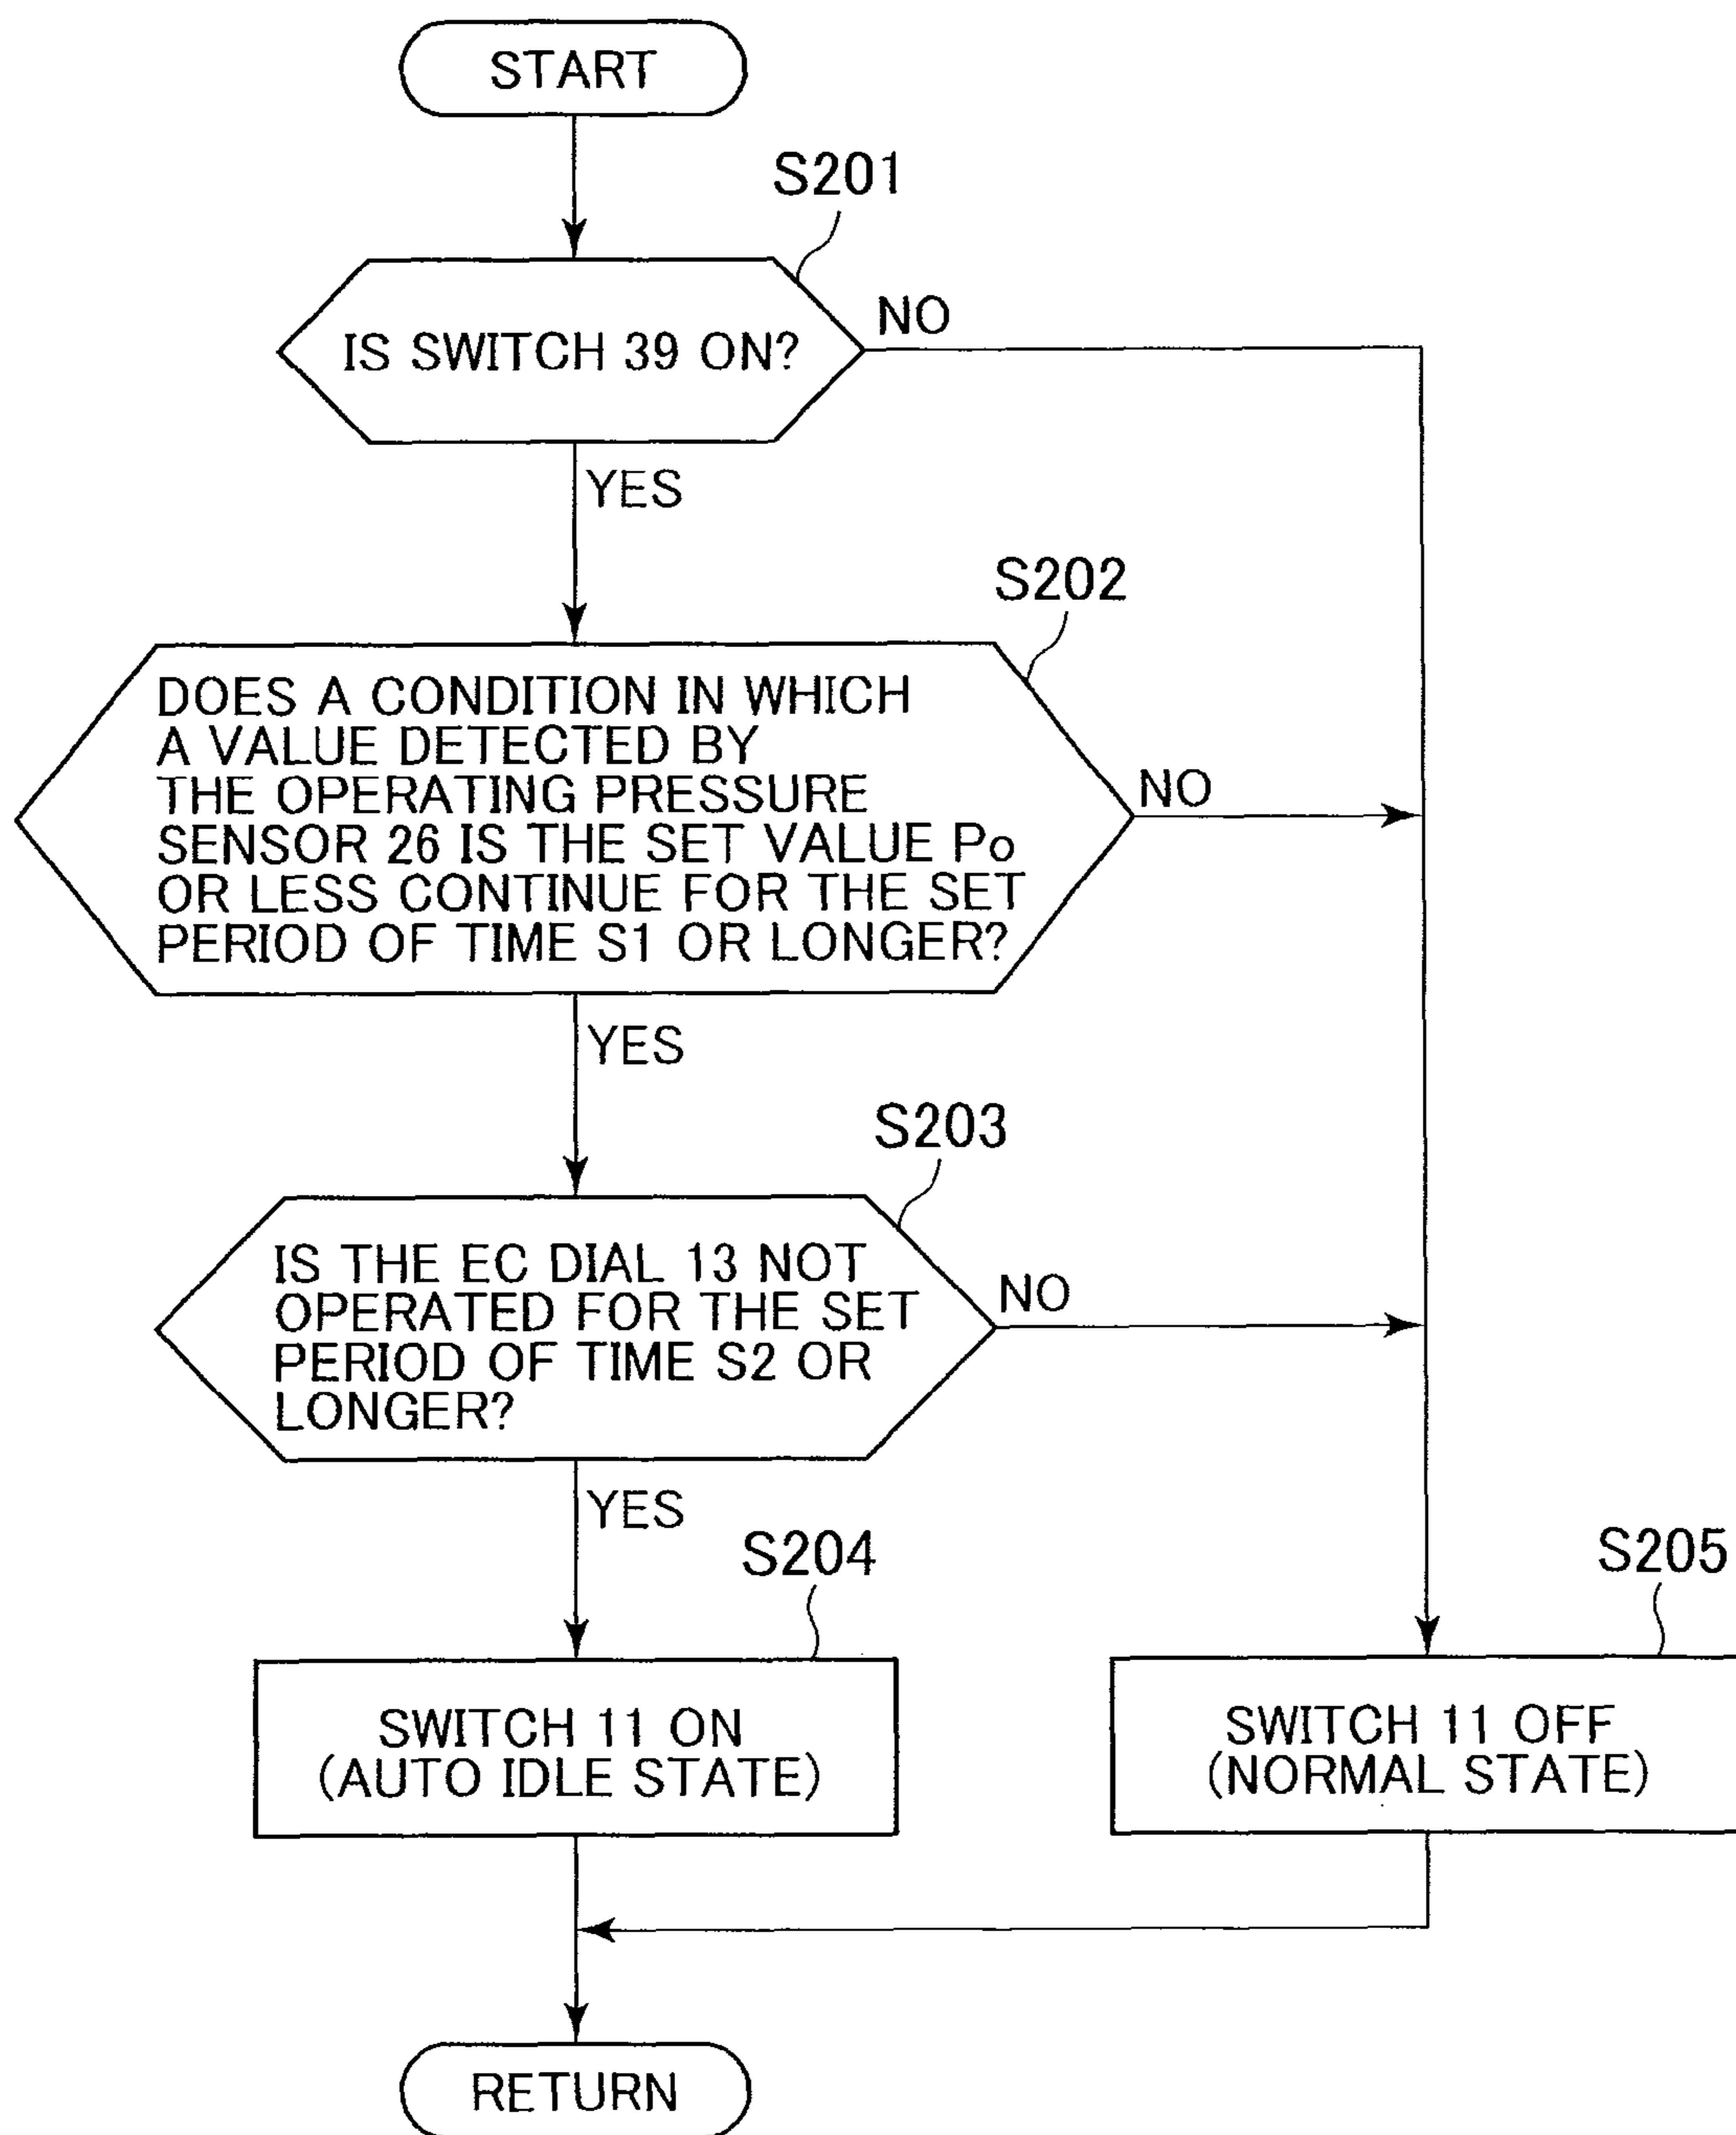 START
S201
IS SWITCH 39 ON?
NO
YES
S202
DOES A CONDITION IN WHICH
A VALUE DETECTED BY
THE OPERATING PRESSURE
SENSOR 26 IS THE SET VALUE Po
OR LESS CONTINUE FOR THE SET
PERIOD OF TIME S1 OR LONGER?
NO
YES
S203
IS THE EC DIAL 13 NOT
OPERATED FOR THE SET
PERIOD OF TIME S2 OR
LONGER?
NO
YES
S204
SWITCH 11 ON
(AUTO IDLE STATE)
S205
SWITCH 11 OFF
(NORMAL STATE)
RETURN